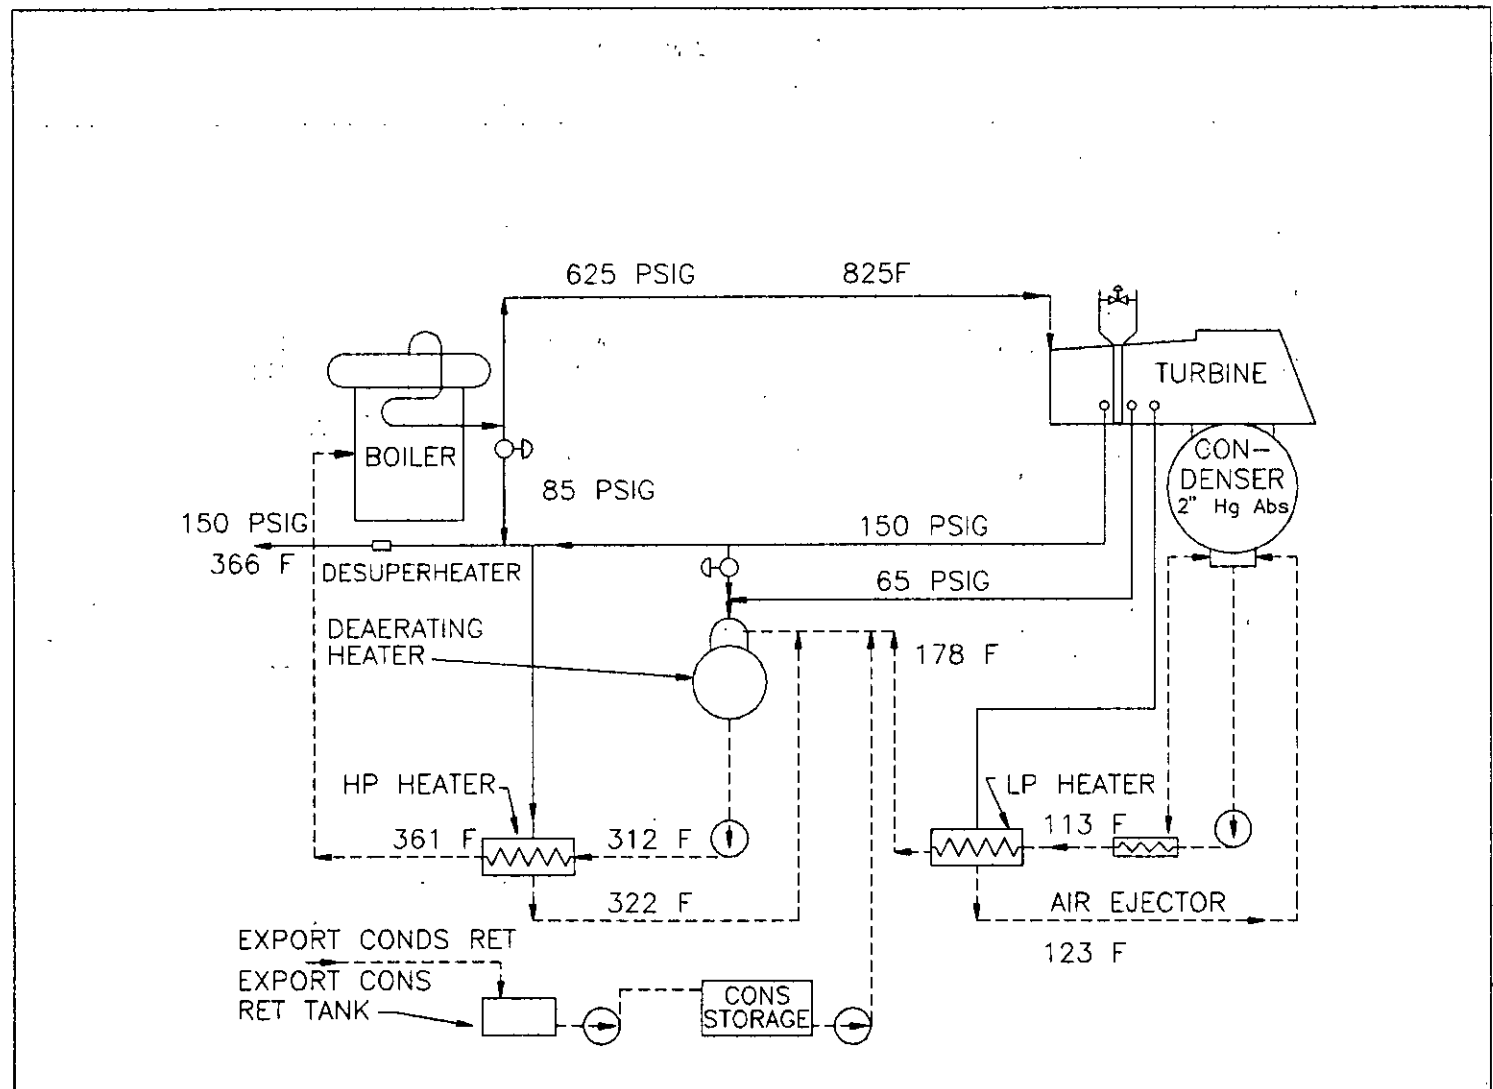 625 PSIG 825F
TURBINE
BOILER
CON-
DENSER
2" Hg Abs
85 PSIG
150 PSIG
366 F
DESUPERHEATER
150 PSIG
65 PSIG
DEAERATING
HEATER
178 F
HP HEATER
LP HEATER
361 F
312 F
113 F
322 F
AIR EJECTOR
123 F
EXPORT CONDS RET
EXPORT CONS
RET TANK
CONS
STORAGE